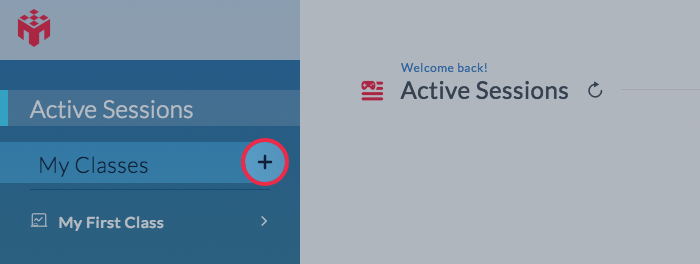 Active Sessions
My Classes
My First Class
Welcome back!
Active Sessions